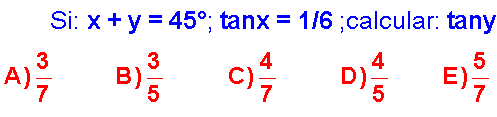 Si: x + y = 45°; tanx = 1/6 ;calcular: tany
A) 3/7 B) 3/5 C) 4/7 D) 4/5 E) 5/7